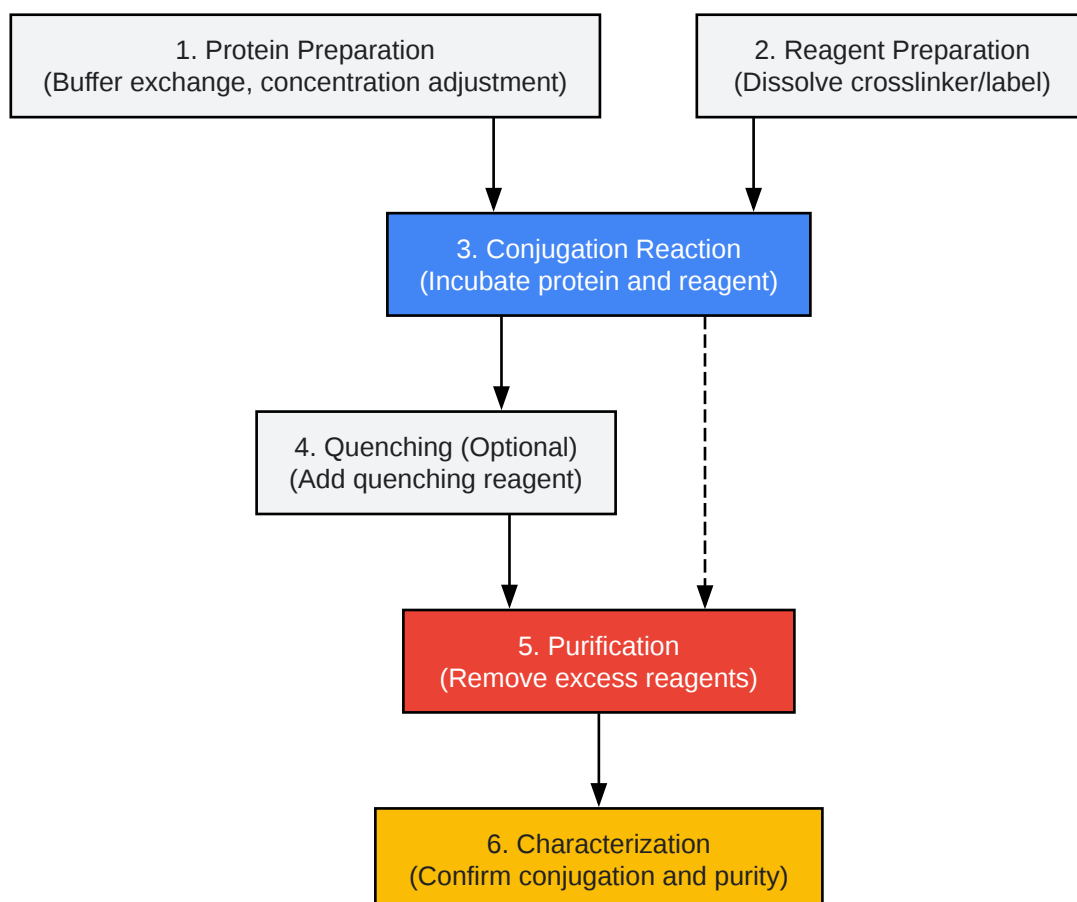 1. Protein Preparation
(Buffer exchange, concentration adjustment)
2. Reagent Preparation
(Dissolve crosslinker/label)
3. Conjugation Reaction
(Incubate protein and reagent)
4. Quenching (Optional)
(Add quenching reagent)
5. Purification
(Remove excess reagents)
6. Characterization
(Confirm conjugation and purity)